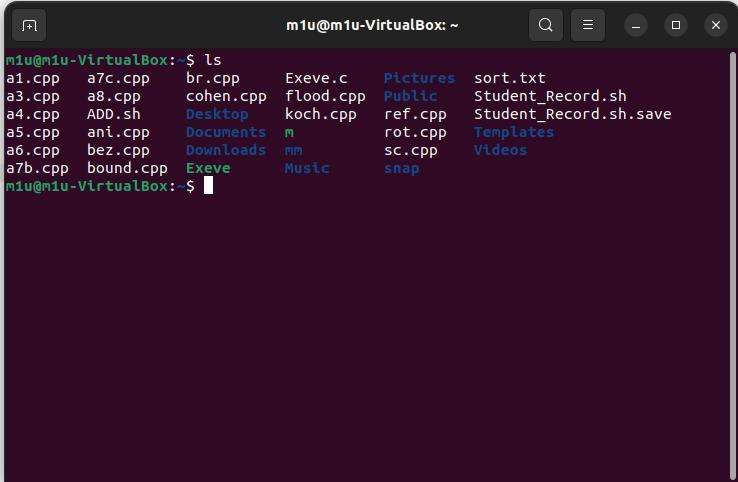 m1u@m1u-VirtualBox: ~
m1u@m1u-VirtualBox:~$ ls
a1.cpp a7c.cpp br.cpp Exeve.c Pictures sort.txt
a3.cpp a8.cpp cohen.cpp flood.cpp Public Student_Record.sh
a4.cpp ADD.sh Desktop koch.cpp ref.cpp Student_Record.sh.save
a5.cpp ani.cpp Documents m rot.cpp Templates
a6.cpp bez.cpp Downloads mm sc.cpp Videos
a7b.cpp bound.cpp Exeve Music snap
m1u@m1u-VirtualBox:~$